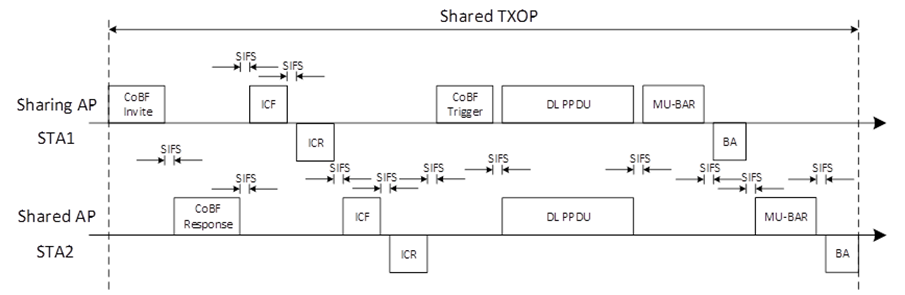 Shared TXOP
SIFS
SIFS
Sharing AP
CoBF
Invite
ICF
CoBF
Trigger
DL PPDU
MU-BAR
STA1
ICR
BA
SIFS
SIFS
SIFS
SIFS
SIFS
SIFS
SIFS
SIFS
SIFS
SIFS
Shared AP
CoBF
Response
ICF
DL PPDU
MU-BAR
STA2
ICR
BA